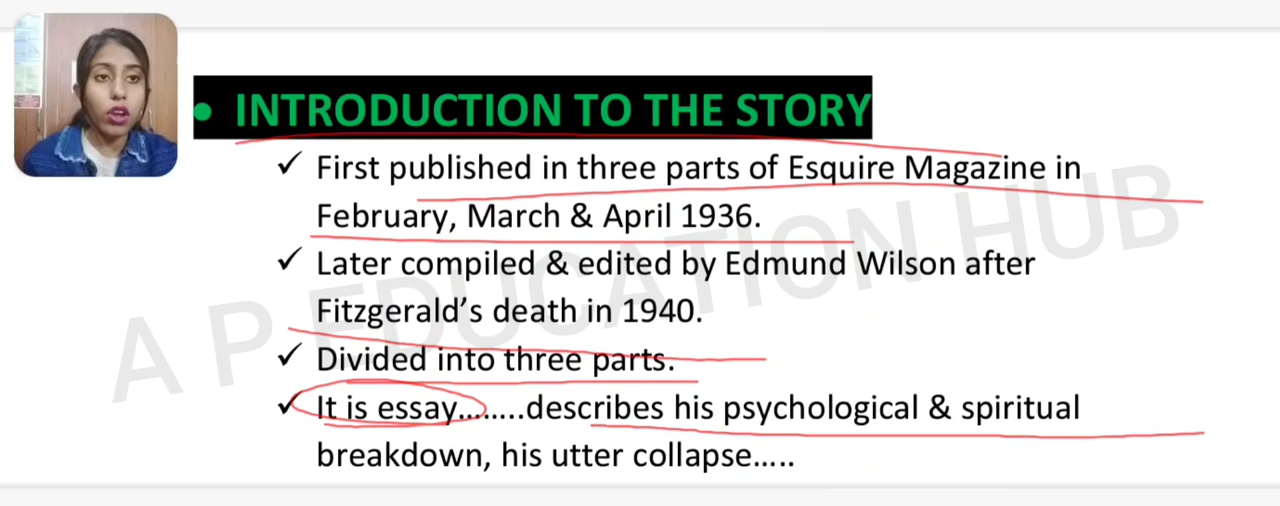 • INTRODUCTION TO THE STORY
✓ First published in three parts of Esquire Magazine in
February, March & April 1936.
✓ Later compiled & edited by Edmund Wilson after
Fitzgerald's death in 1940.
✓ Divided into three parts.
✓ It is essay........describes his psychological & spiritual
breakdown, his utter collapse.....
A P EDUCATION HUB